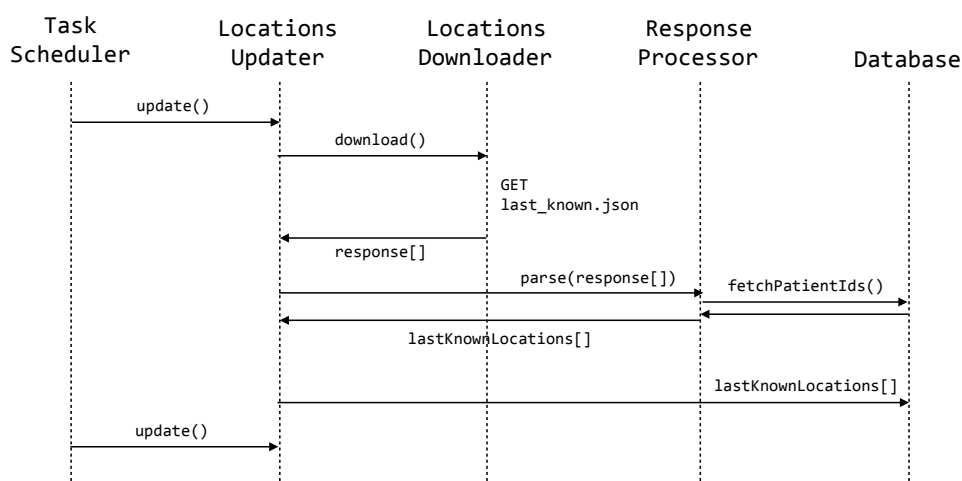 Task
Scheduler
Locations
Updater
Locations
Downloader
Response
Processor
Database
update()
download()
GET
last_known.json
response[]
parse(response[])
fetchPatientIds()
lastKnownLocations[]
lastKnownLocations[]
update()